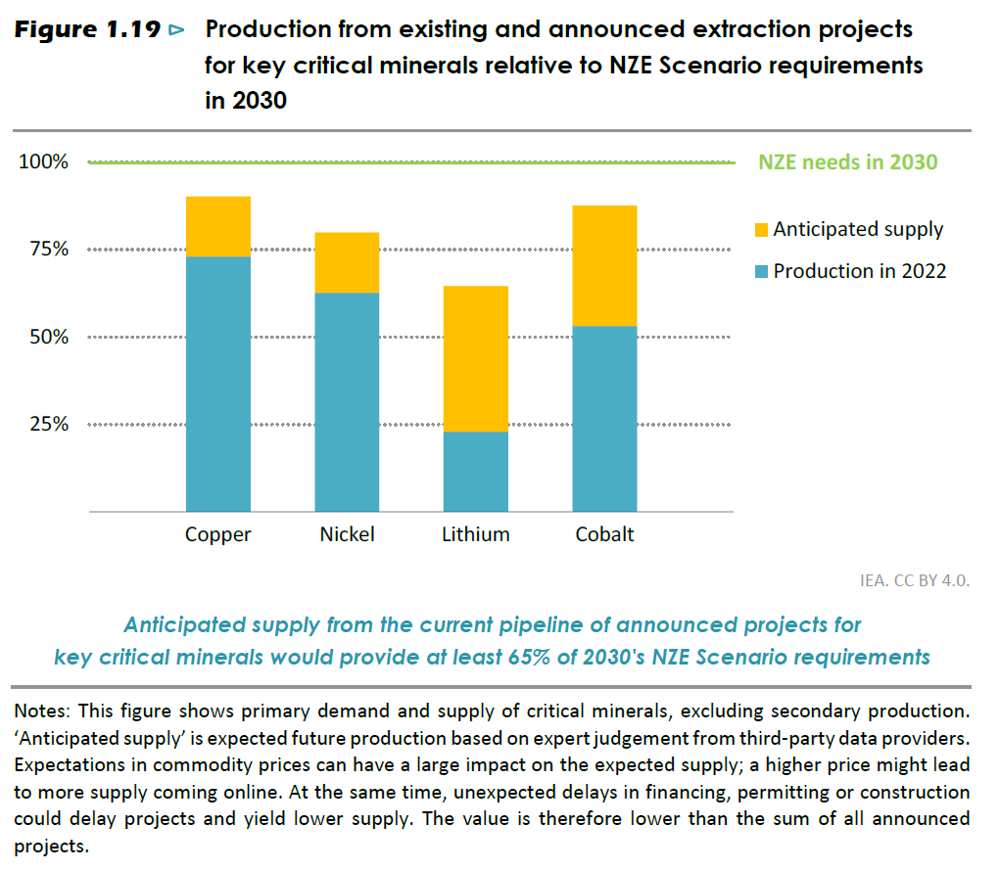 Figure 1.19 ▷ Production from existing and announced extraction projects
for key critical minerals relative to NZE Scenario requirements
in 2030
100%
NZE needs in 2030
Anticipated supply
75%
Production in 2022
50%
25%
Copper Nickel Lithium Cobalt
IEA. CC BY 4.0.
Anticipated supply from the current pipeline of announced projects for
key critical minerals would provide at least 65% of 2030's NZE Scenario requirements
Notes: This figure shows primary demand and supply of critical minerals, excluding secondary production.
‘Anticipated supply’ is expected future production based on expert judgement from third-party data providers.
Expectations in commodity prices can have a large impact on the expected supply; a higher price might lead
to more supply coming online. At the same time, unexpected delays in financing, permitting or construction
could delay projects and yield lower supply. The value is therefore lower than the sum of all announced
projects.